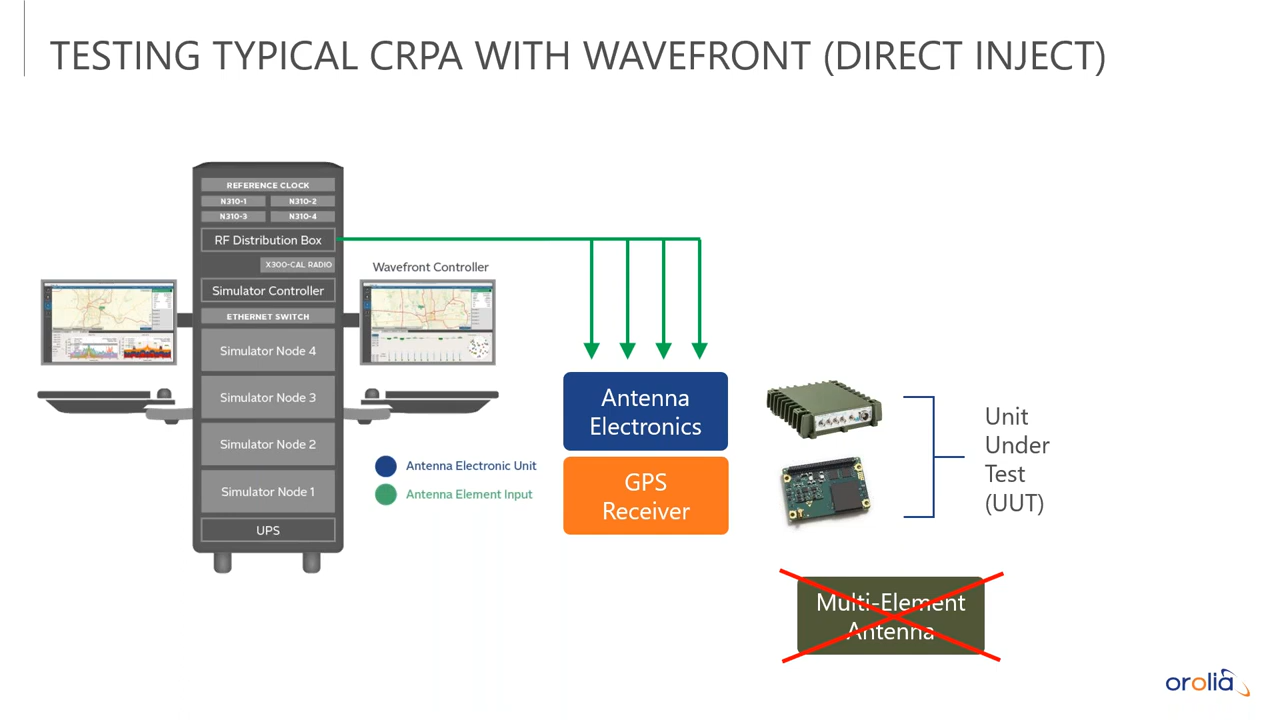 TESTING TYPICAL CRPA WITH WAVEFRONT (DIRECT INJECT)
REFERENCE CLOCK
N310-1 N310-2
N310-3 N310-4
RF Distribution Box
X300-CAL RADIO
Simulator Controller
ETHERNET SWITCH
Simulator Node 4
Simulator Node 3
Simulator Node 2
Simulator Node 1
UPS
Wavefront Controller
Antenna Electronic Unit
Antenna Element Input
Antenna
Electronics
GPS
Receiver
Unit
Under
Test
(UUT)
Multi-Element
Antenna
orolia